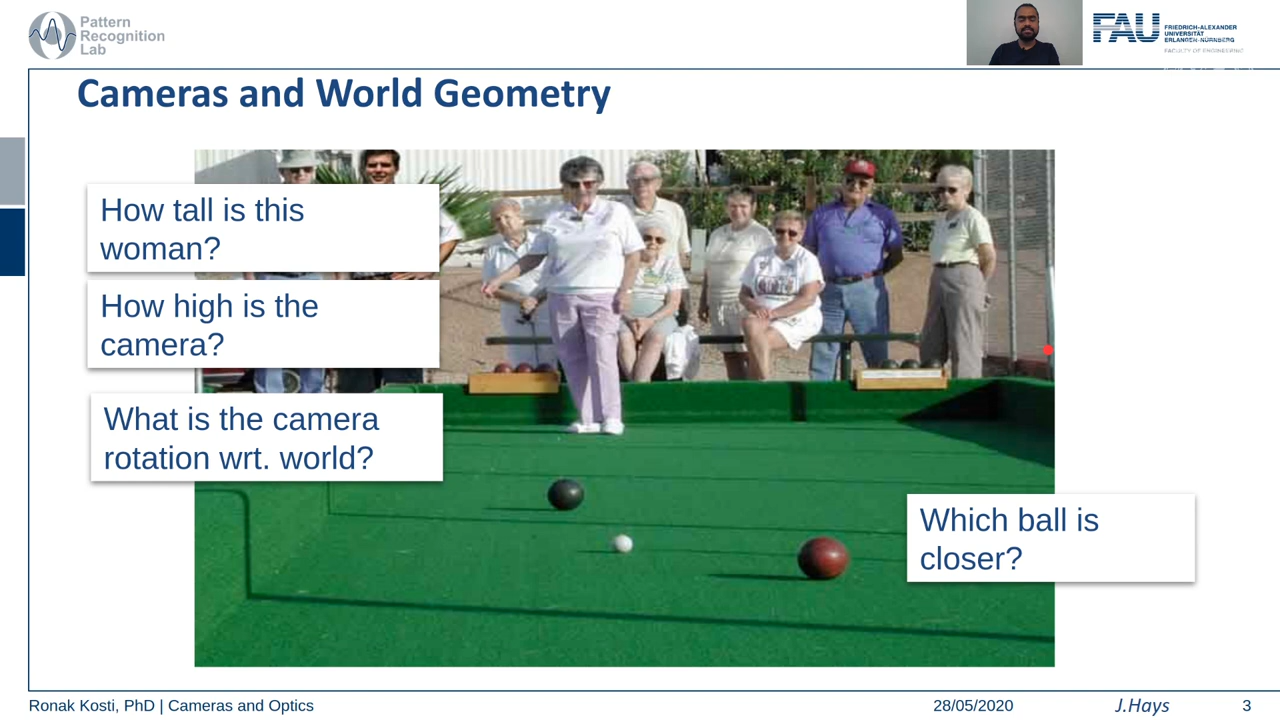 Pattern
Recognition
Lab
FAU
FRIEDRICH-ALEXANDER
UNIVERSITÄT
ERLANGEN-NÜRNBERG
FACULTY OF ENGINEERING
Cameras and World Geometry
How tall is this
woman?
How high is the
camera?
What is the camera
rotation wrt. world?
Which ball is
closer?
Ronak Kosti, PhD | Cameras and Optics
28/05/2020
J.Hays
3